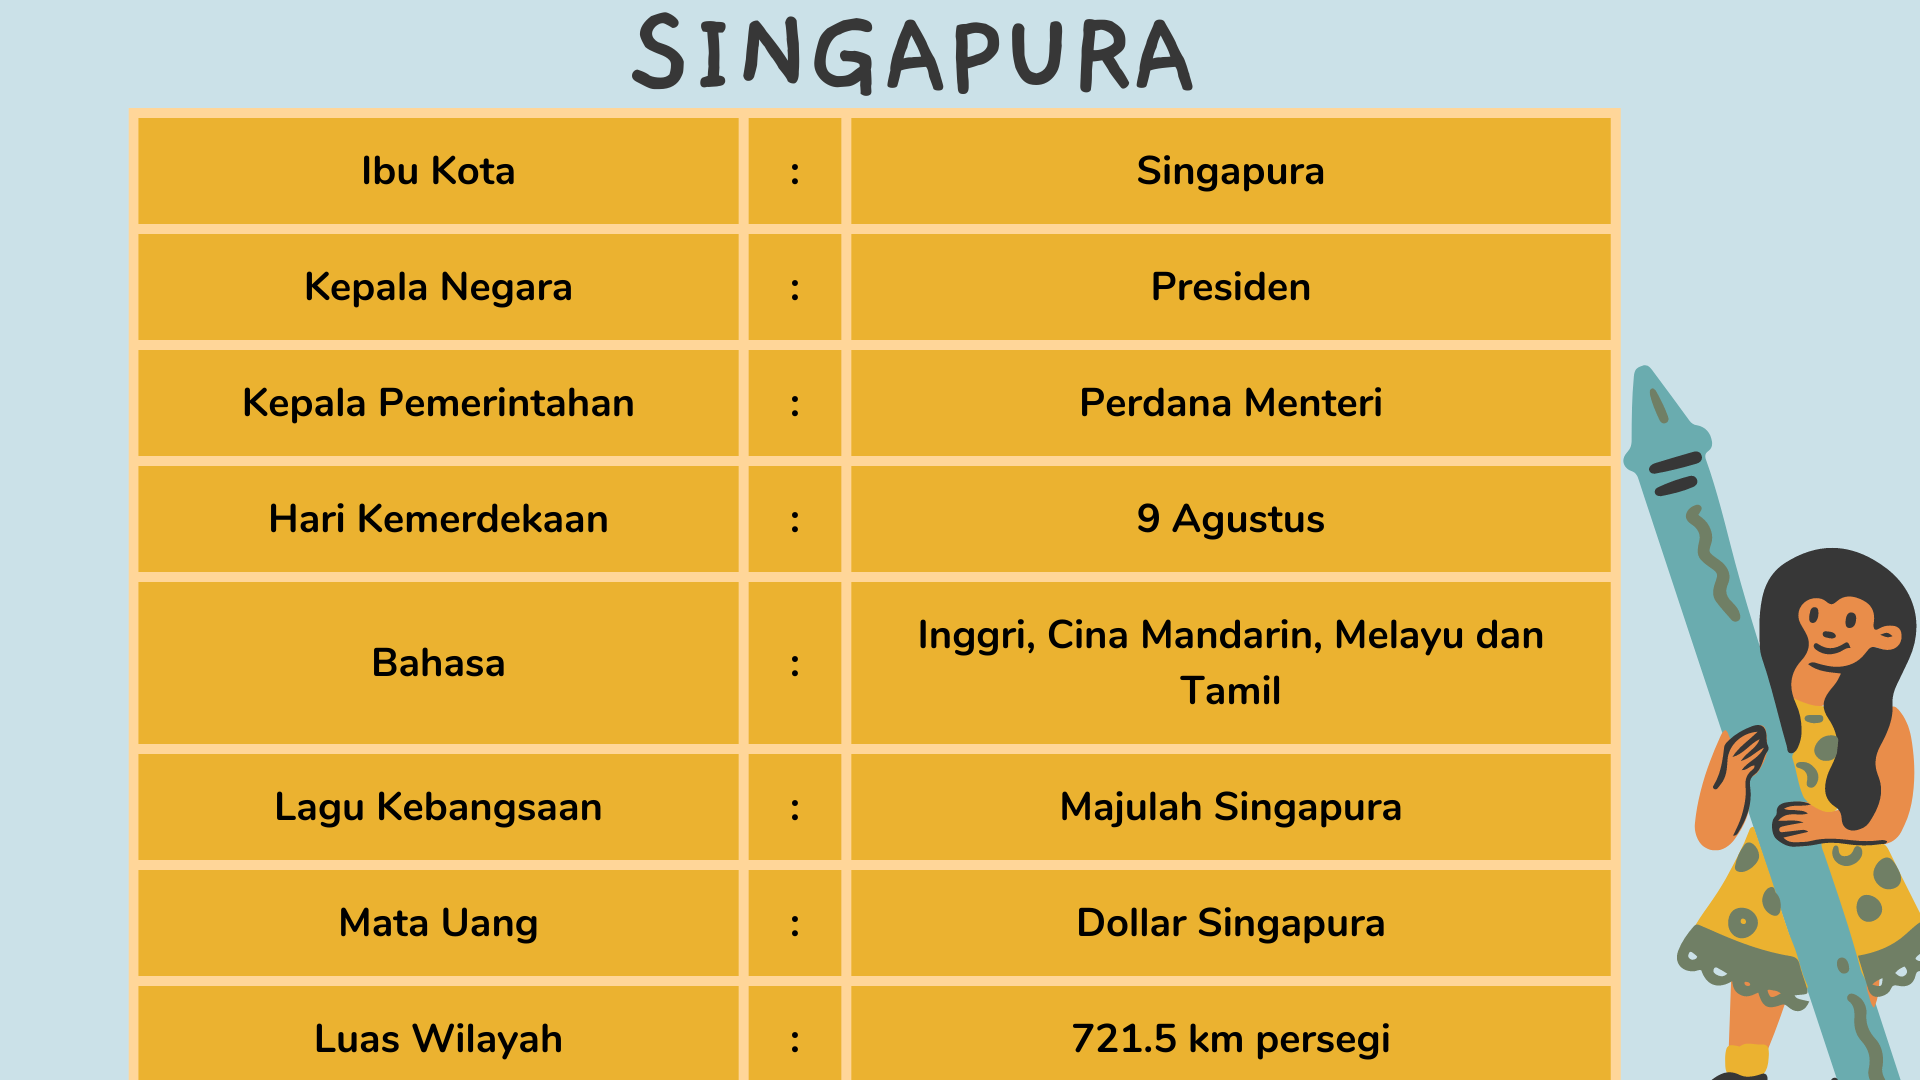 SINGAPURA
Ibu Kota : Singapura
Kepala Negara : Presiden
Kepala Pemerintahan : Perdana Menteri
Hari Kemerdekaan : 9 Agustus
Bahasa : Inggri, Cina Mandarin, Melayu dan
Tamil
Lagu Kebangsaan : Majulah Singapura
Mata Uang : Dollar Singapura
Luas Wilayah : 721.5 km persegi